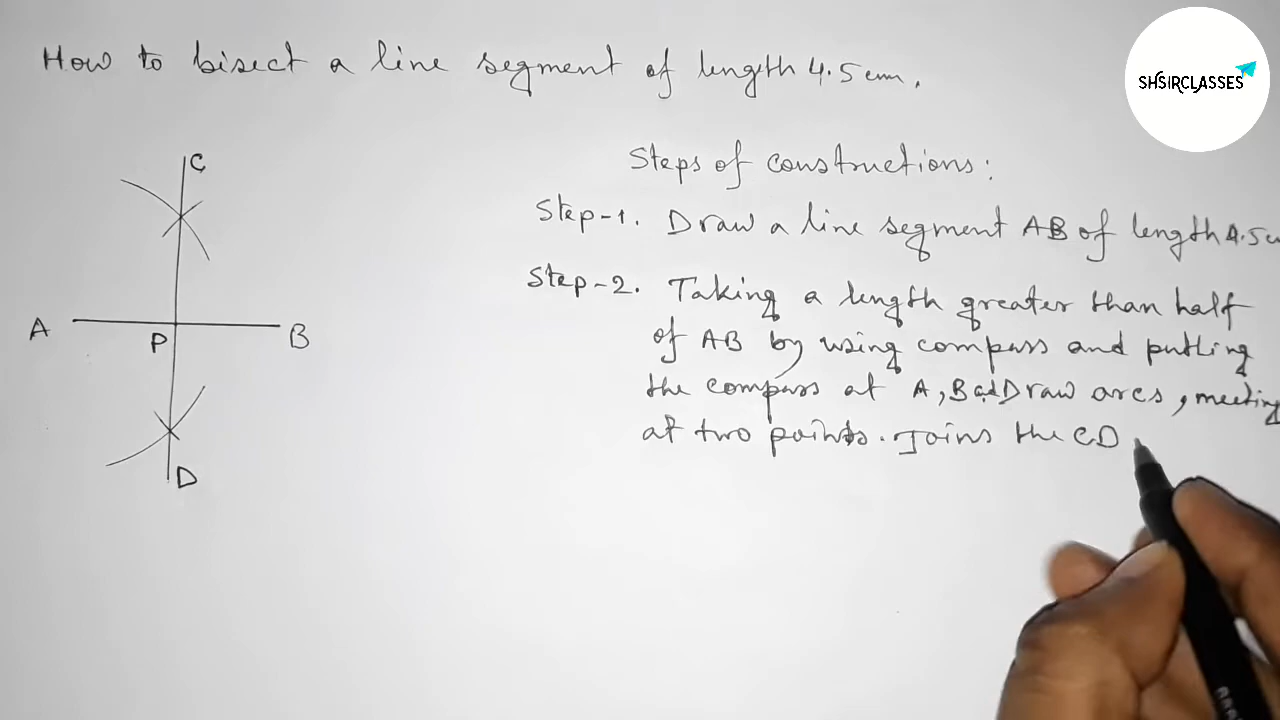 How to bisect a line segment of length 4.5 cm.
SHSIRCLASSES
C
A
B
P
D
Steps of constructions:
Step-1. Draw a line segment AB of length 4.5 c
Step-2. Taking a length greater than half
of AB by using compass and putting
the compass at A, B and Draw arcs, meeting
at two points. Joins the CD